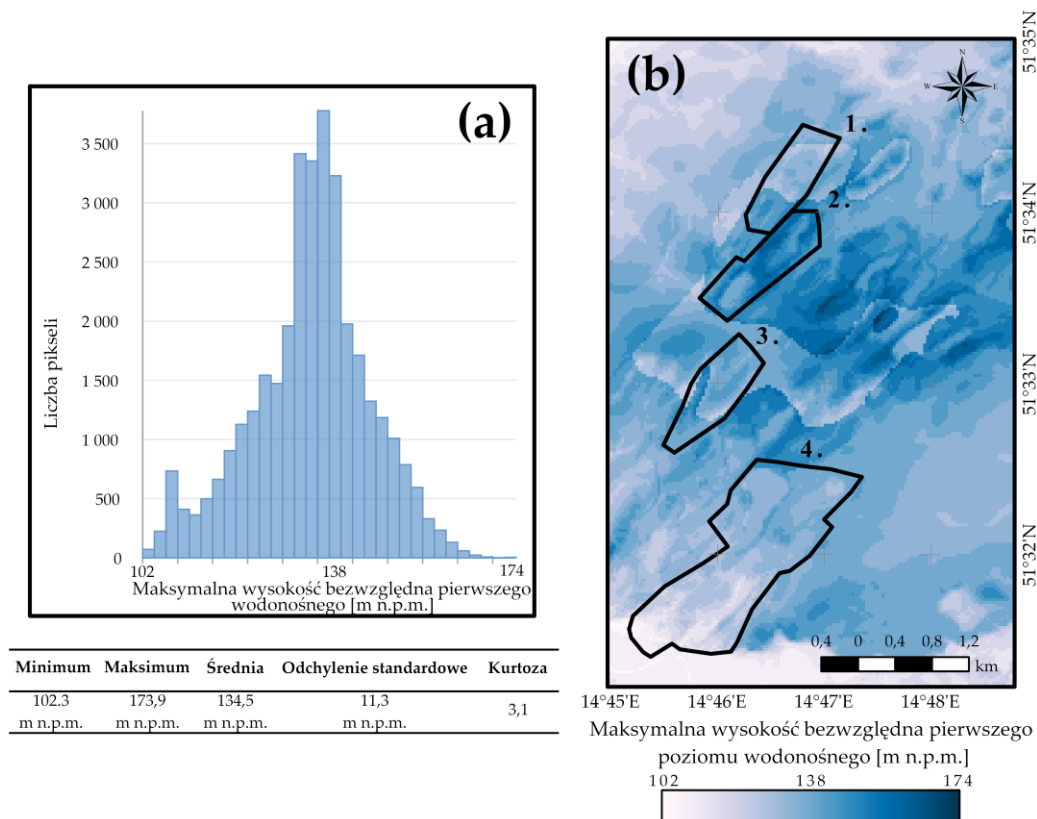 (a)
3 500
3 000
2 500
2 000
1 500
1 000
500
0
Liczba pikseli
102 138 174
Maksymalna wysokość bezwzględna pierwszego
wodonośnego [m n.p.m.]
Minimum Maksimum Średnia Odchylenie standardowe Kurtoza
102.3 173,9 134,5 11,3 3,1
m n.p.m. m n.p.m. m n.p.m. m n.p.m.
(b)
N
W E
S
1.
2.
3.
4.
51°35'N
51°34'N
51°33'N
51°32'N
0,4 0 0,4 0,8 1,2
km
14°45'E 14°46'E 14°47'E 14°48'E
Maksymalna wysokość bezwzględna pierwszego
poziomu wodonośnego [m n.p.m.]
102 138 174